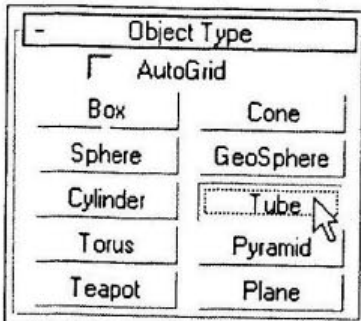 - Object Type
AutoGrid
Box Cone
Sphere GeoSphere
Cylinder Tube
Torus Pyramid
Teapot Plane